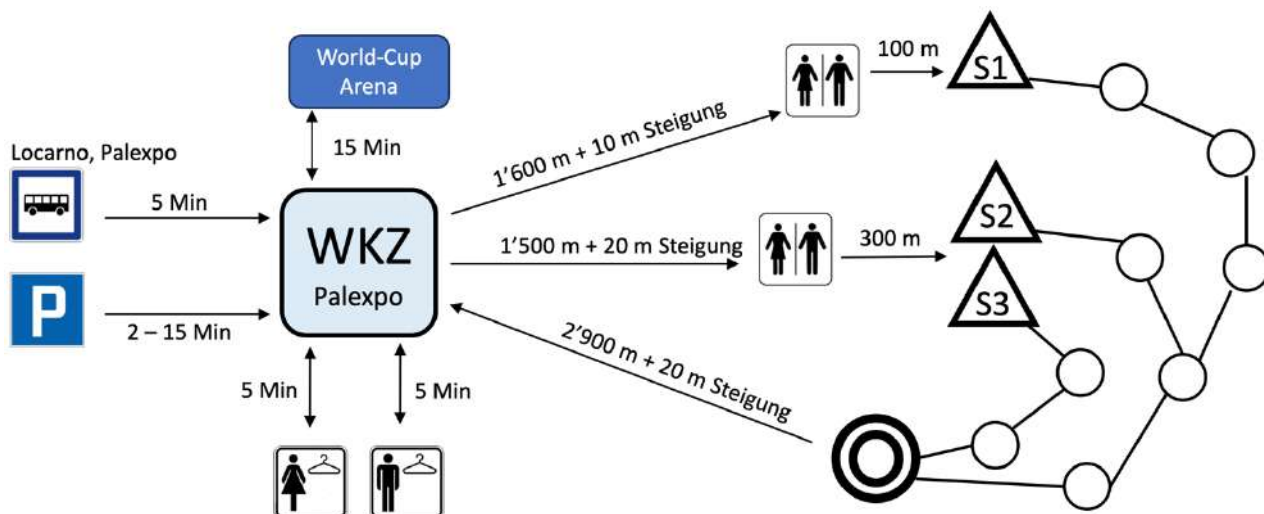 World-Cup
Arena
15 Min
Locarno, Palexpo
5 Min
P
2 – 15 Min
WKZ
Palexpo
5 Min
5 Min
1’600 m + 10 m Steigung
100 m
S1
1’500 m + 20 m Steigung
300 m
S2
S3
2’900 m + 20 m Steigung